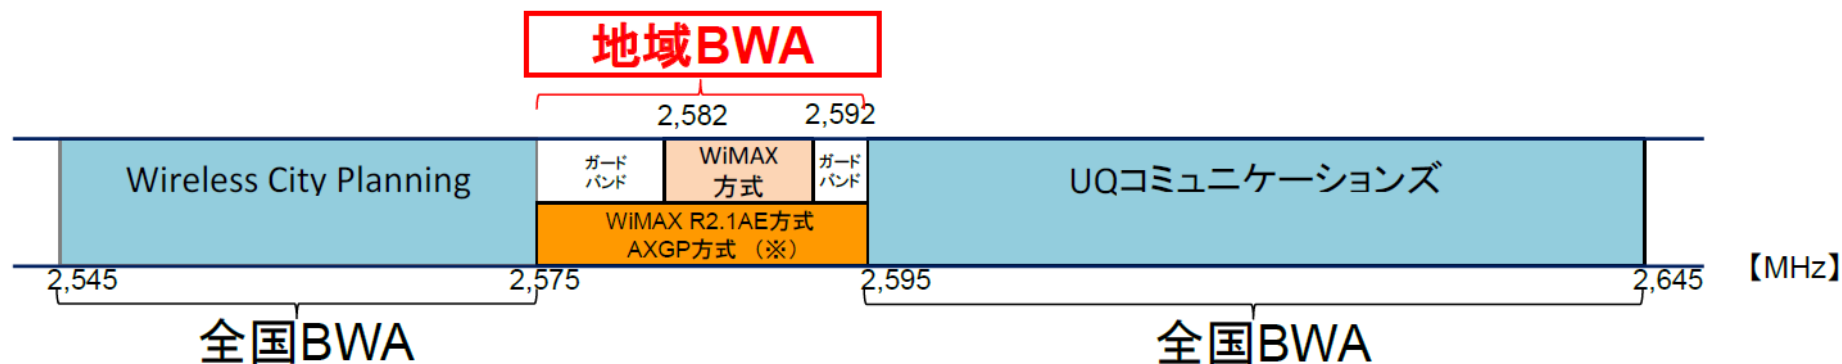 地域BWA
2,582
2,592
Wireless City Planning
ガード
バンド
WiMAX
方式
ガード
バンド
UQコミュニケーションズ
WiMAX R2.1AE方式
AXGP方式 （※）
2,545
2,575
2,595
2,645
【MHz】
全国BWA
全国BWA